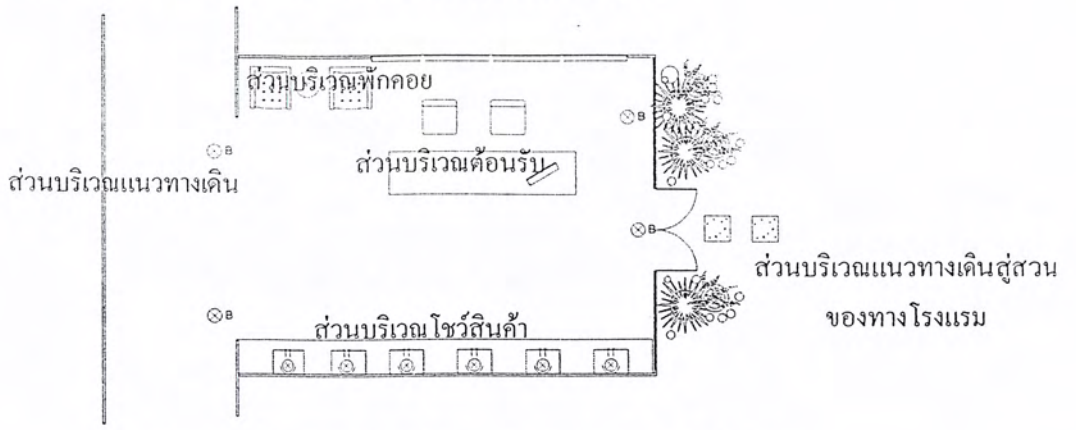 ส่วนบริเวณพักคอย
B
B
ส่วนบริเวณต้อนรับ
ส่วนบริเวณแนวทางเดิน
B
ส่วนบริเวณแนวทางเดินสู่สวน
ของทางโรงแรม
B
ส่วนบริเวณโชว์สินค้า